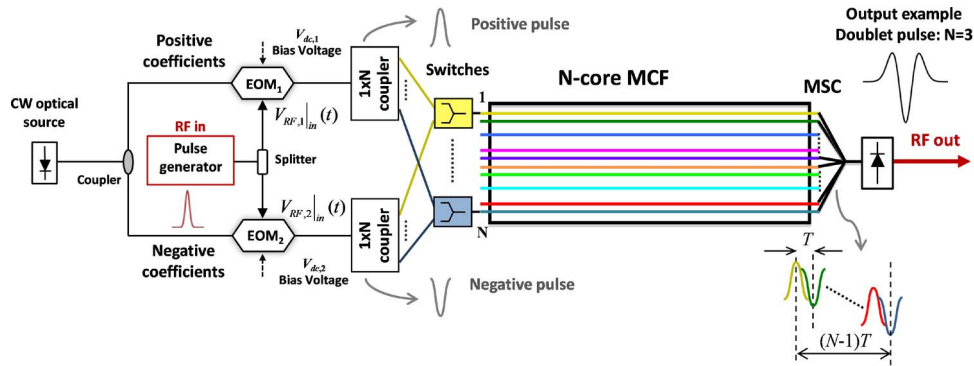 Positive pulse
Output example
Doublet pulse: N=3
V_dc,1
Bias Voltage
Positive
coefficients
EOM1
1xN
coupler
Switches
N-core MCF
MSC
CW optical
source
V_RF,1|in (t)
1
RF in
Pulse
generator
Splitter
Coupler
RF out
V_RF,2|in (t)
EOM2
1xN
coupler
N
Negative
coefficients
V_dc,2
Bias Voltage
Negative pulse
T
(N-1)T